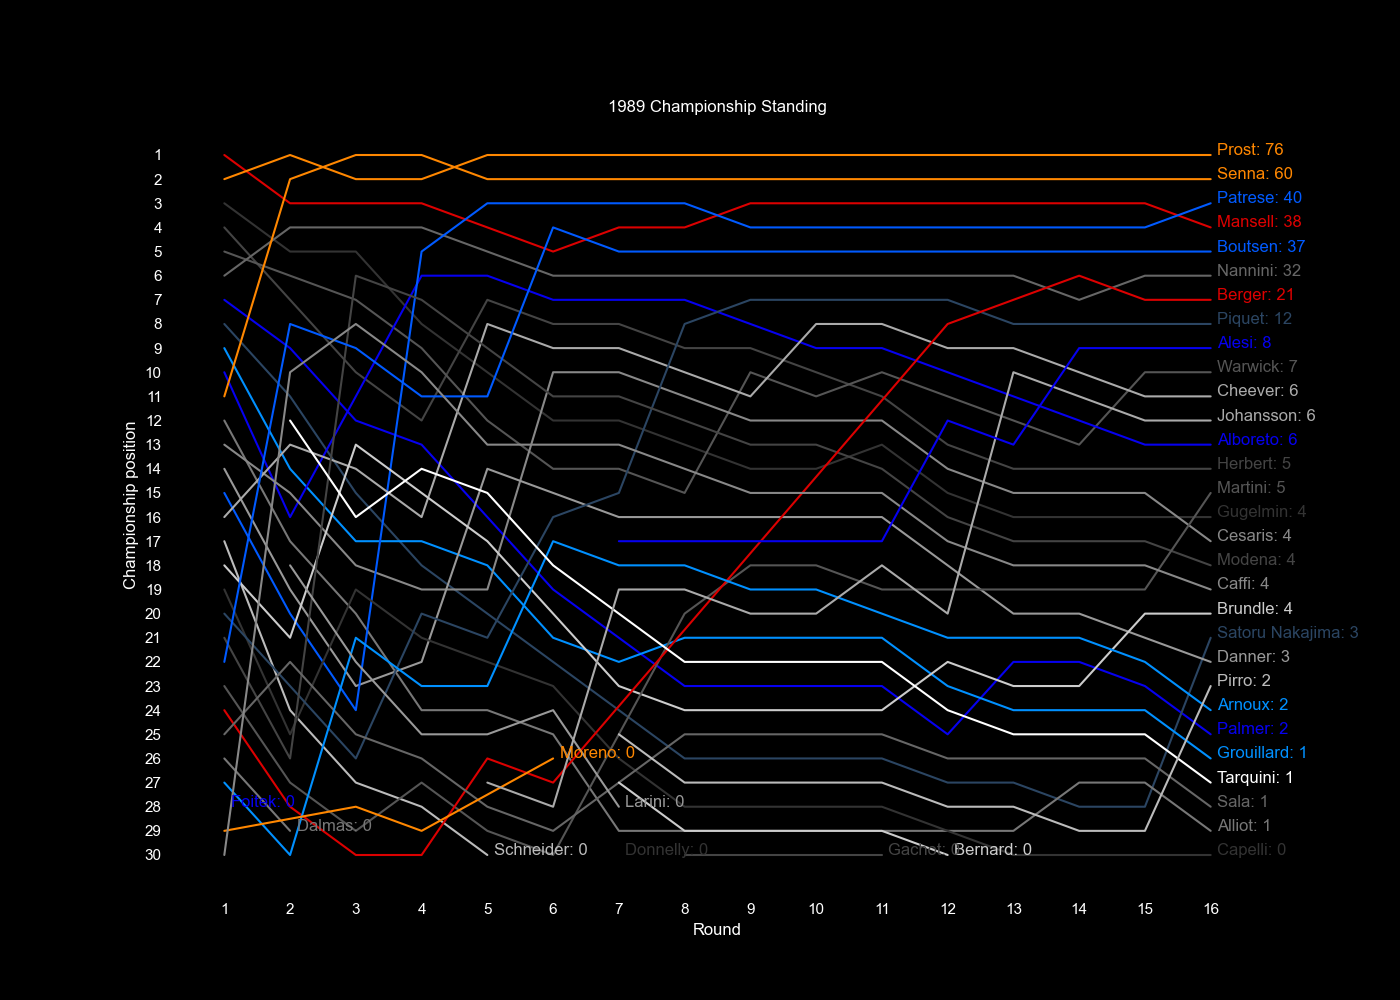 1989 Championship Standing
Championship position
1
2
3
4
5
6
7
8
9
10
11
12
13
14
15
16
17
18
19
20
21
22
23
24
25
26
27
28
29
30
Prost: 76
Senna: 60
Patrese: 40
Mansell: 38
Boutsen: 37
Nannini: 32
Berger: 21
Piquet: 12
Alesi: 8
Warwick: 7
Cheever: 6
Johansson: 6
Alboreto: 6
Herbert: 5
Martini: 5
Gugelmin: 4
Cesaris: 4
Modena: 4
Caffi: 4
Brundle: 4
Satoru Nakajima: 3
Danner: 3
Pirro: 2
Arnoux: 2
Palmer: 2
Grouillard: 1
Tarquini: 1
Sala: 1
Alliot: 1
Capelli: 0
Moreno: 0
Foitek: 0
Larini: 0
Dalmas: 0
Schneider: 0
Donnelly: 0
Gachot: 0
Bernard: 0
1 2 3 4 5 6 7 8 9 10 11 12 13 14 15 16
Round